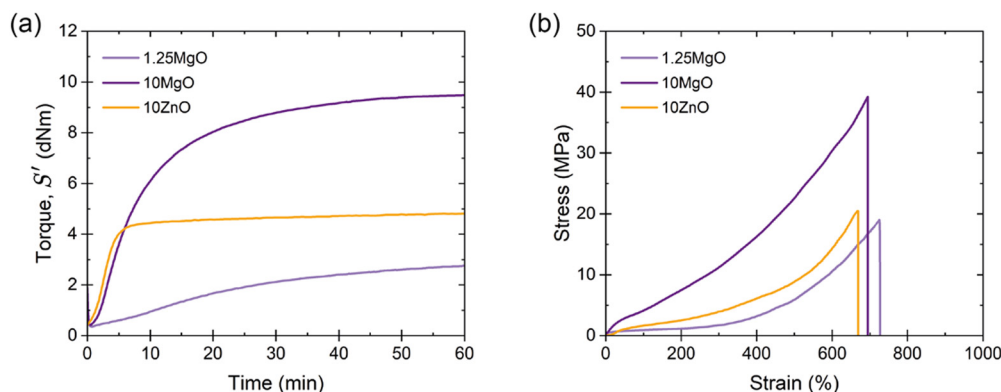 (a)
12
10
8
6
4
2
0
Torque, S′ (dNm)
1.25MgO
10MgO
10ZnO
0 10 20 30 40 50 60
Time (min)
(b)
50
40
30
20
10
0
Stress (MPa)
1.25MgO
10MgO
10ZnO
0 200 400 600 800 1000
Strain (%)